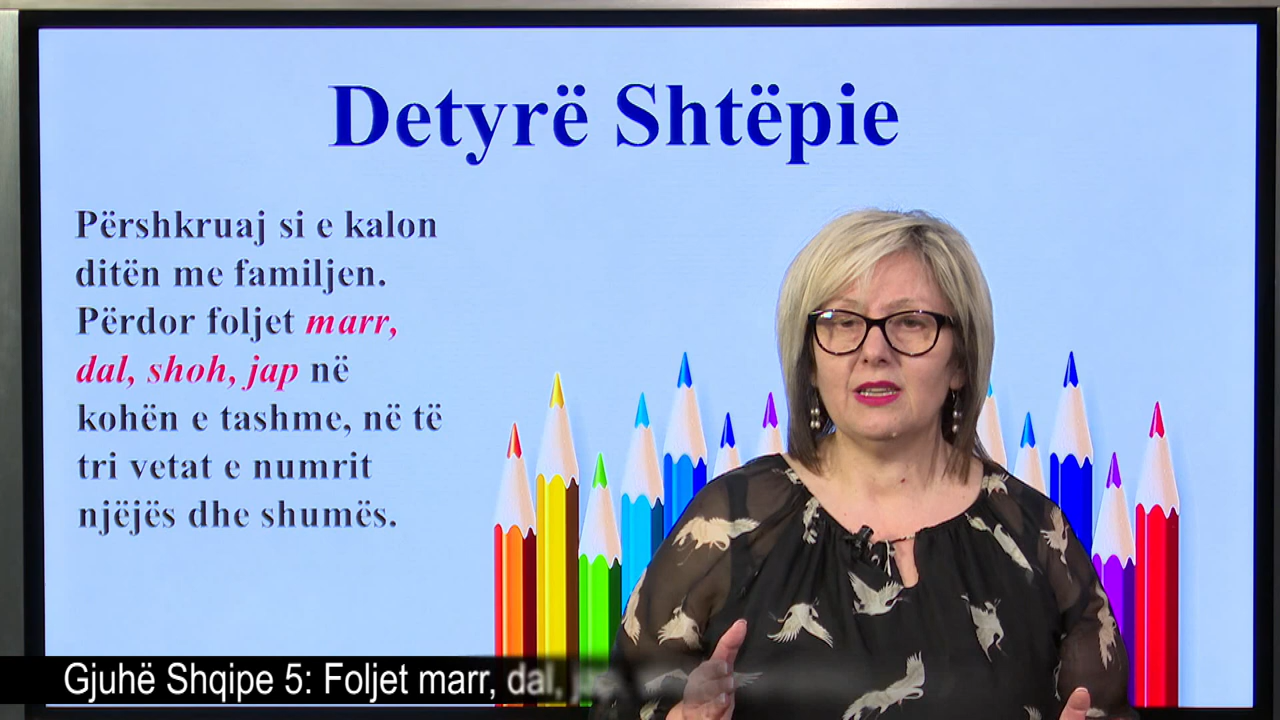 Detyrë Shtëpie
Përshkruaj si e kalon
ditën me familjen.
Përdor foljet marr,
dal, shoh, jap në
kohën e tashme, në të
tri vetat e numrit
njëjës dhe shumës.
Gjuhë Shqipe 5: Foljet marr, dal,